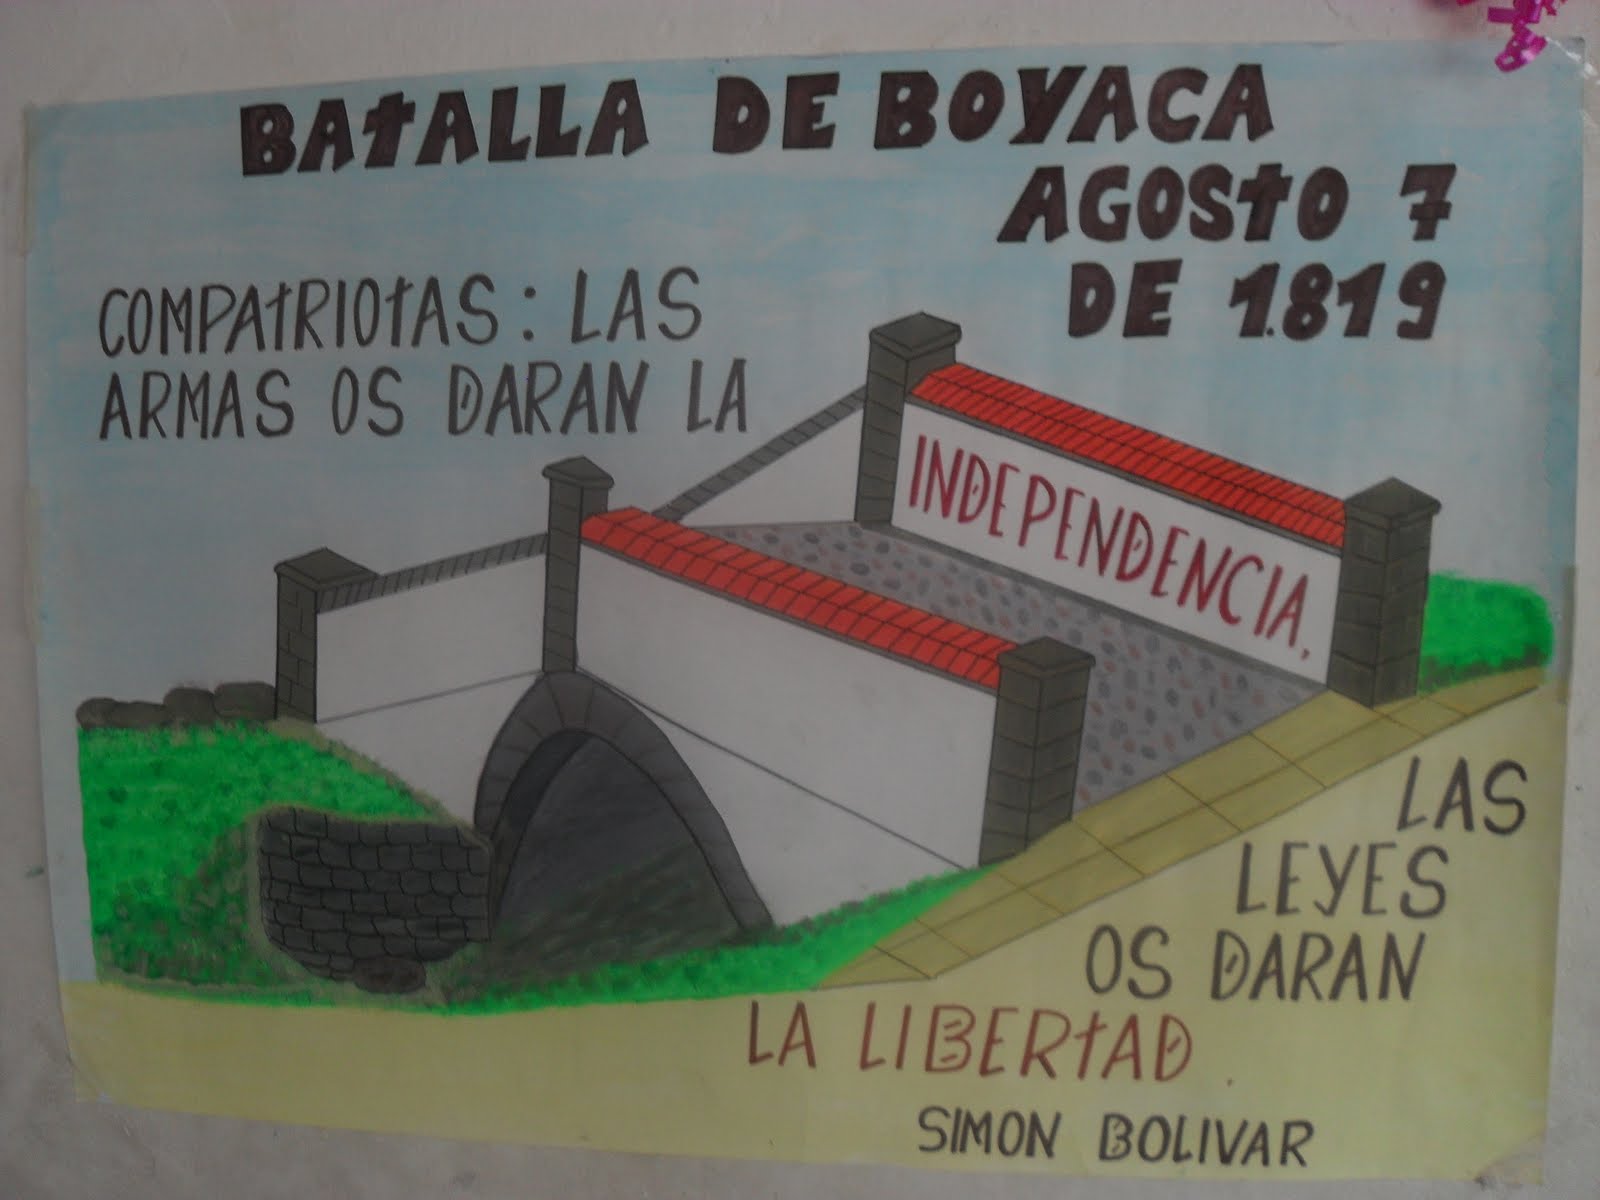 BATALLA DE BOYACA
AGOSTO 7
DE 1.819
COMPATRIOTAS: LAS
ARMAS OS DARAN LA
INDEPENDENCIA,
LAS
LEYES
OS DARAN
LA LIBERTAD.
SIMON BOLIVAR